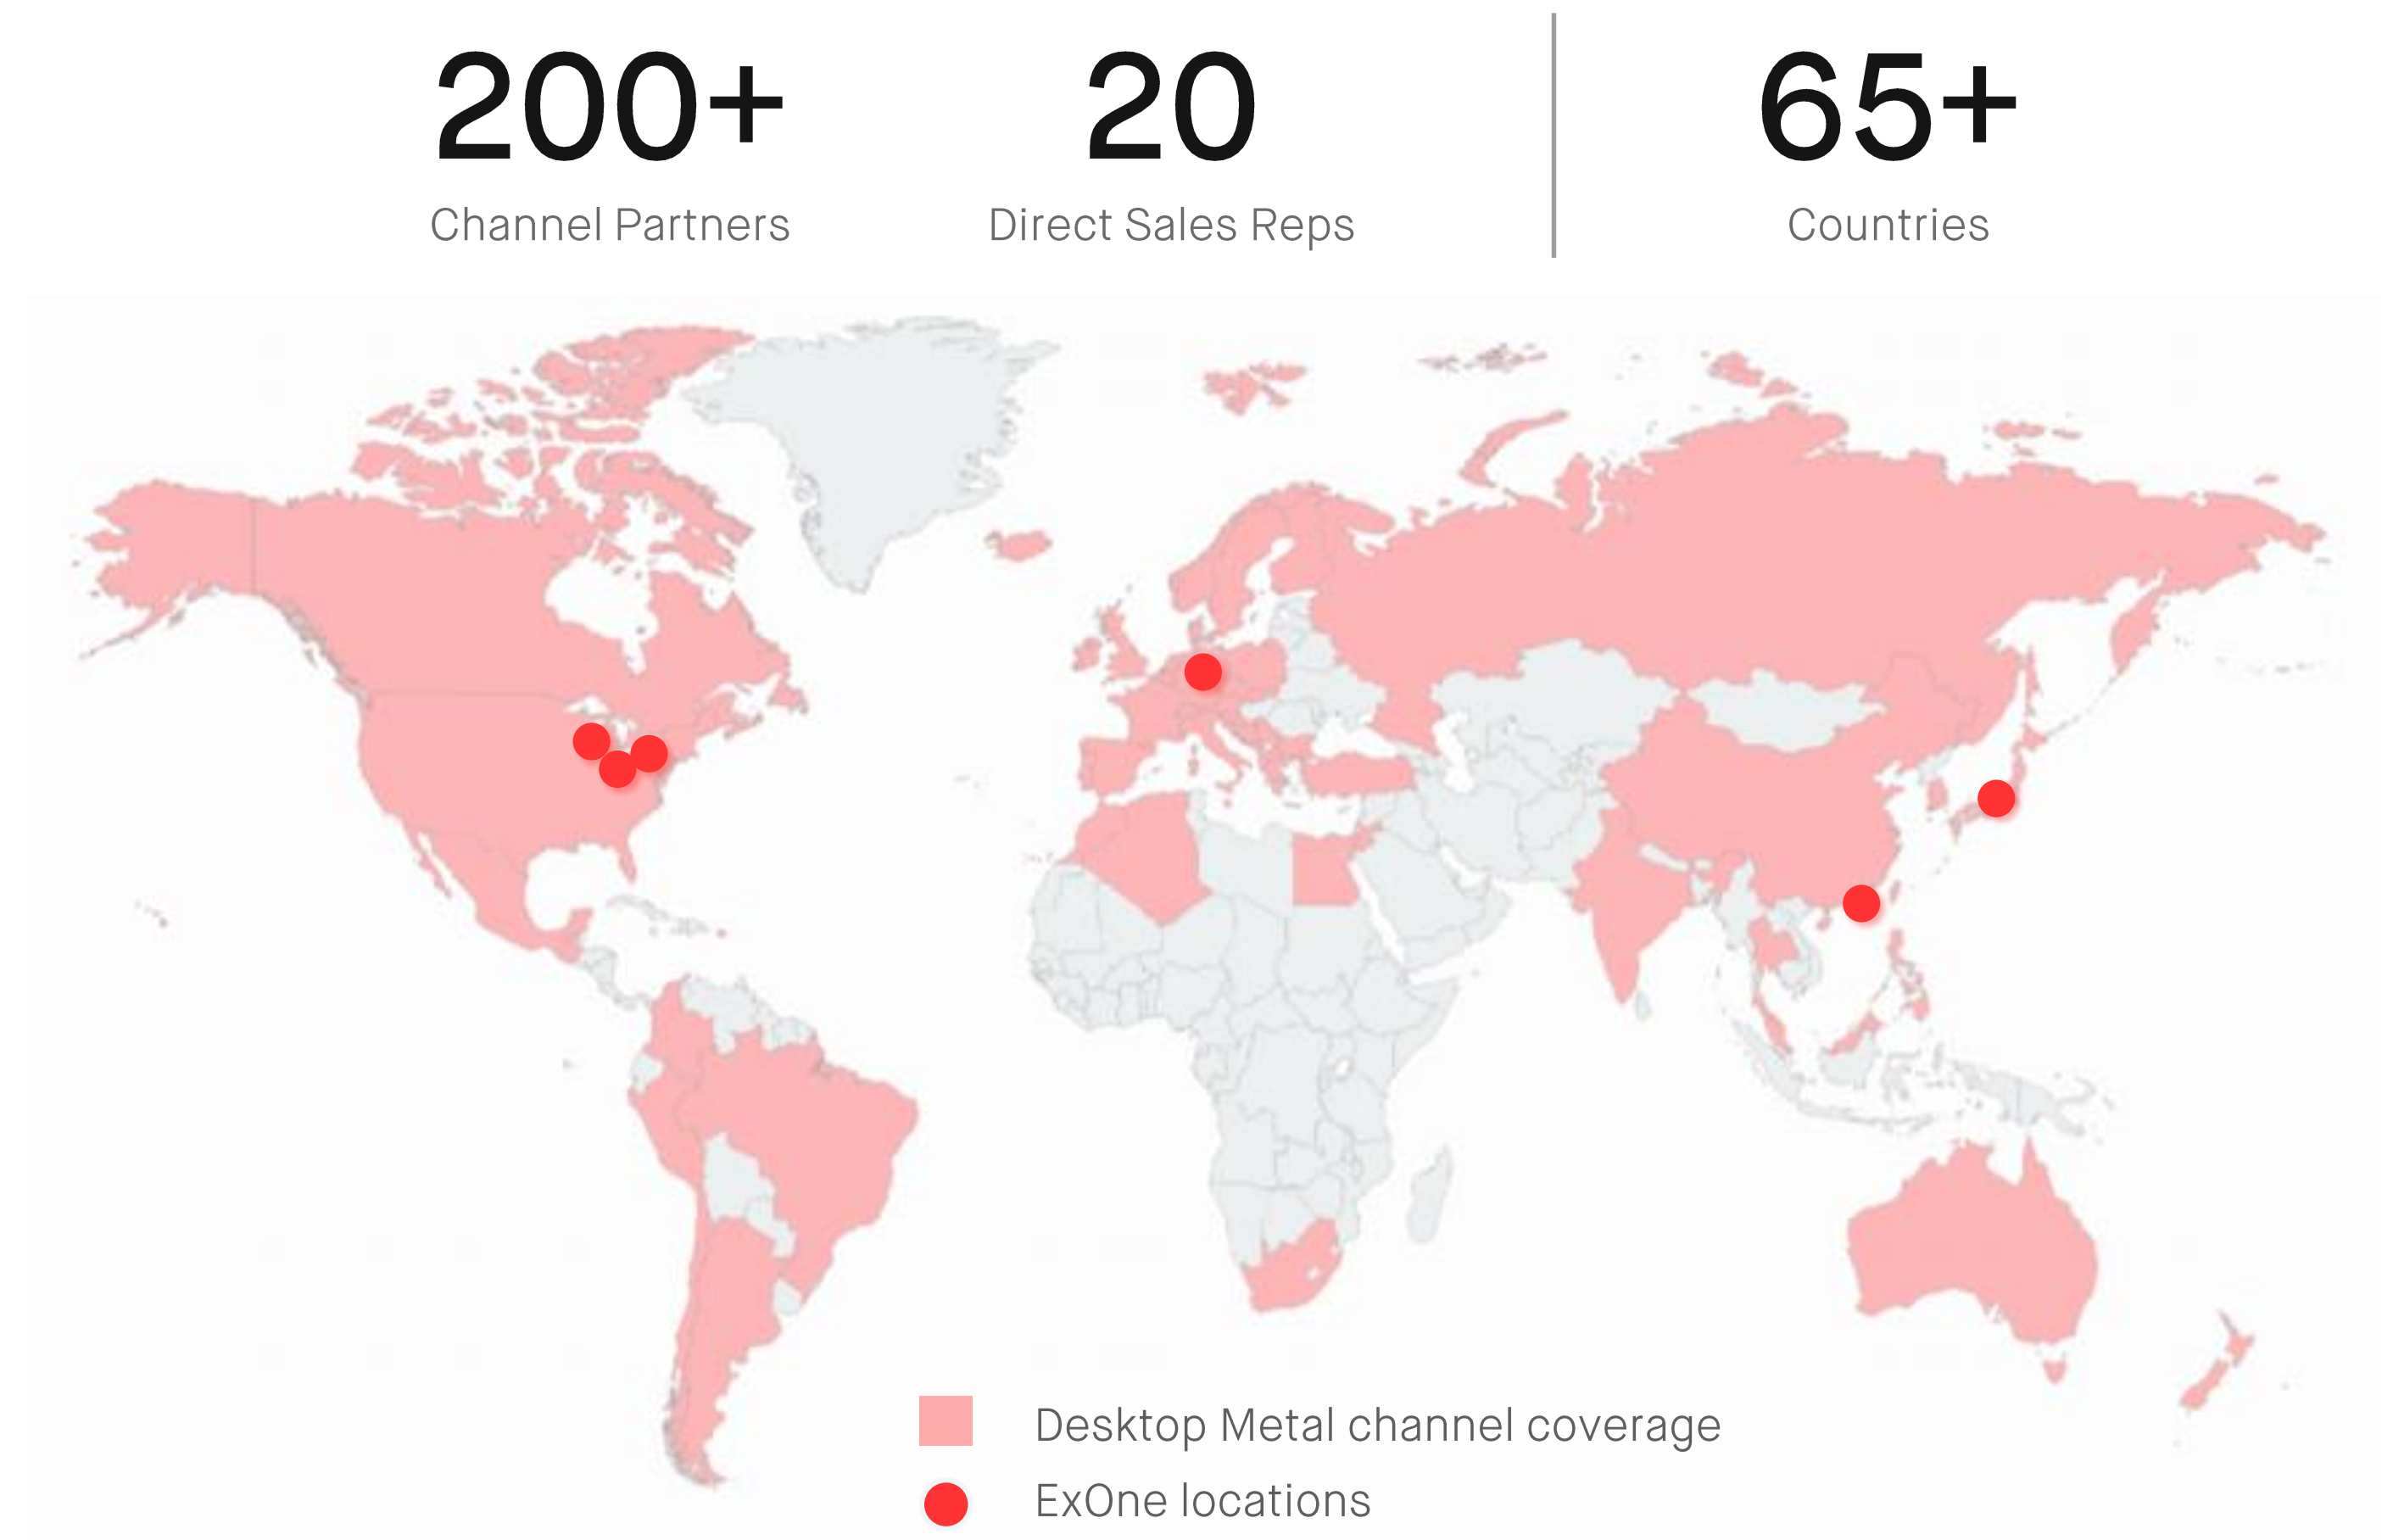 200+
Channel Partners
20
Direct Sales Reps
65+
Countries
Desktop Metal channel coverage
ExOne locations